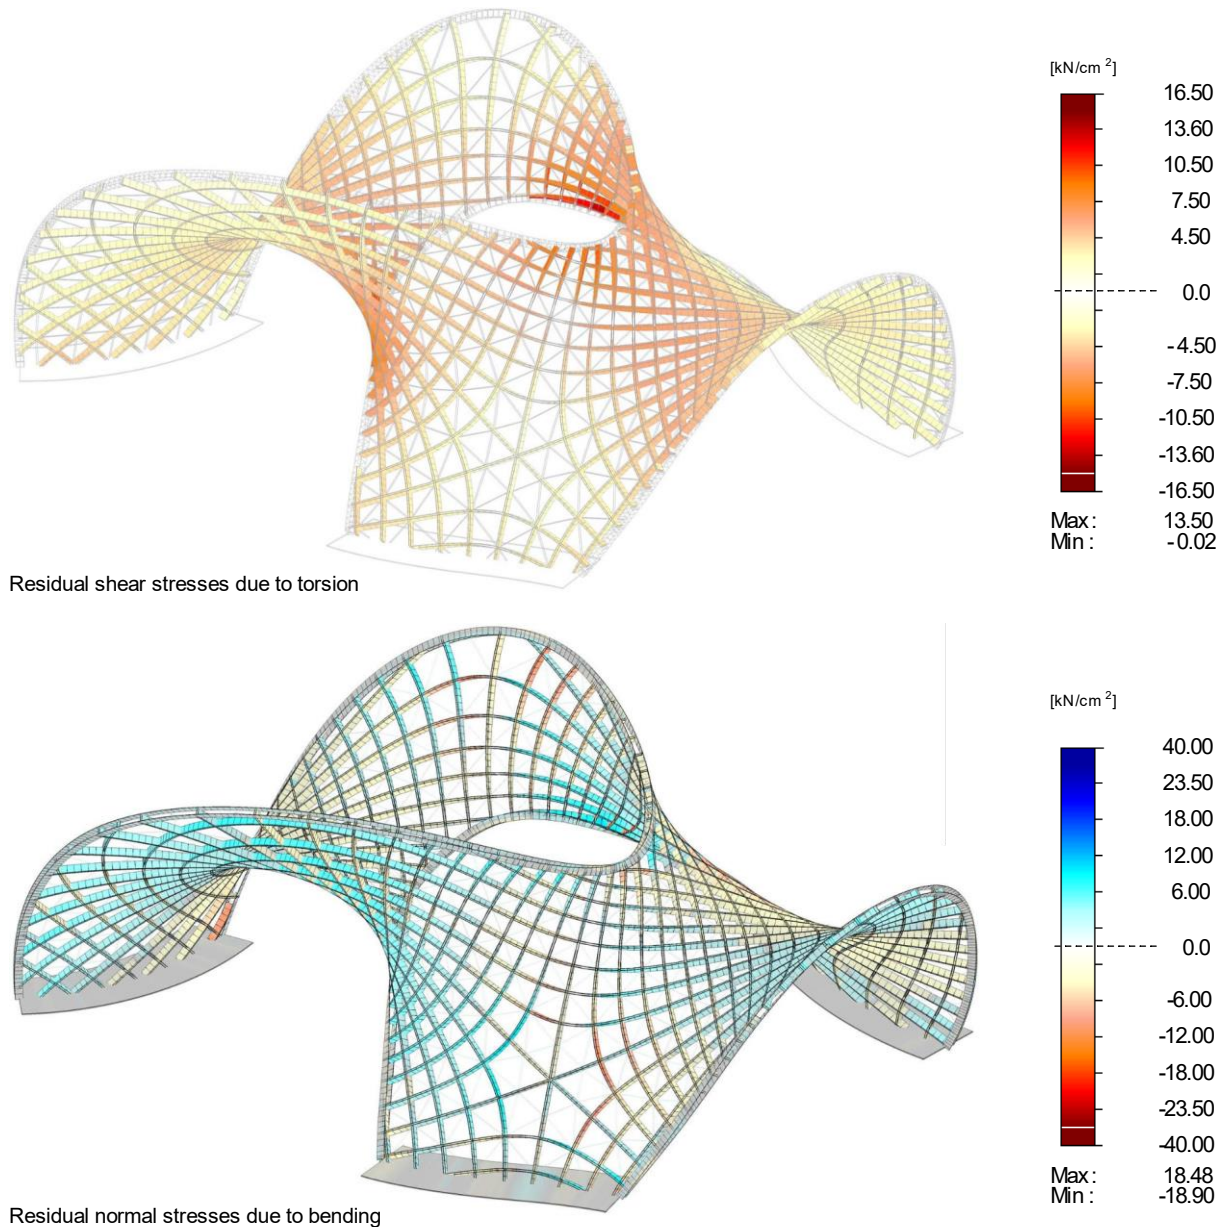 [kN/cm 2]
16.50
13.60
10.50
7.50
4.50
0.0
-4.50
-7.50
-10.50
-13.60
-16.50
Max: 13.50
Min : -0.02
Residual shear stresses due to torsion
[kN/cm 2]
40.00
23.50
18.00
12.00
6.00
0.0
-6.00
-12.00
-18.00
-23.50
-40.00
Max: 18.48
Min : -18.90
Residual normal stresses due to bending